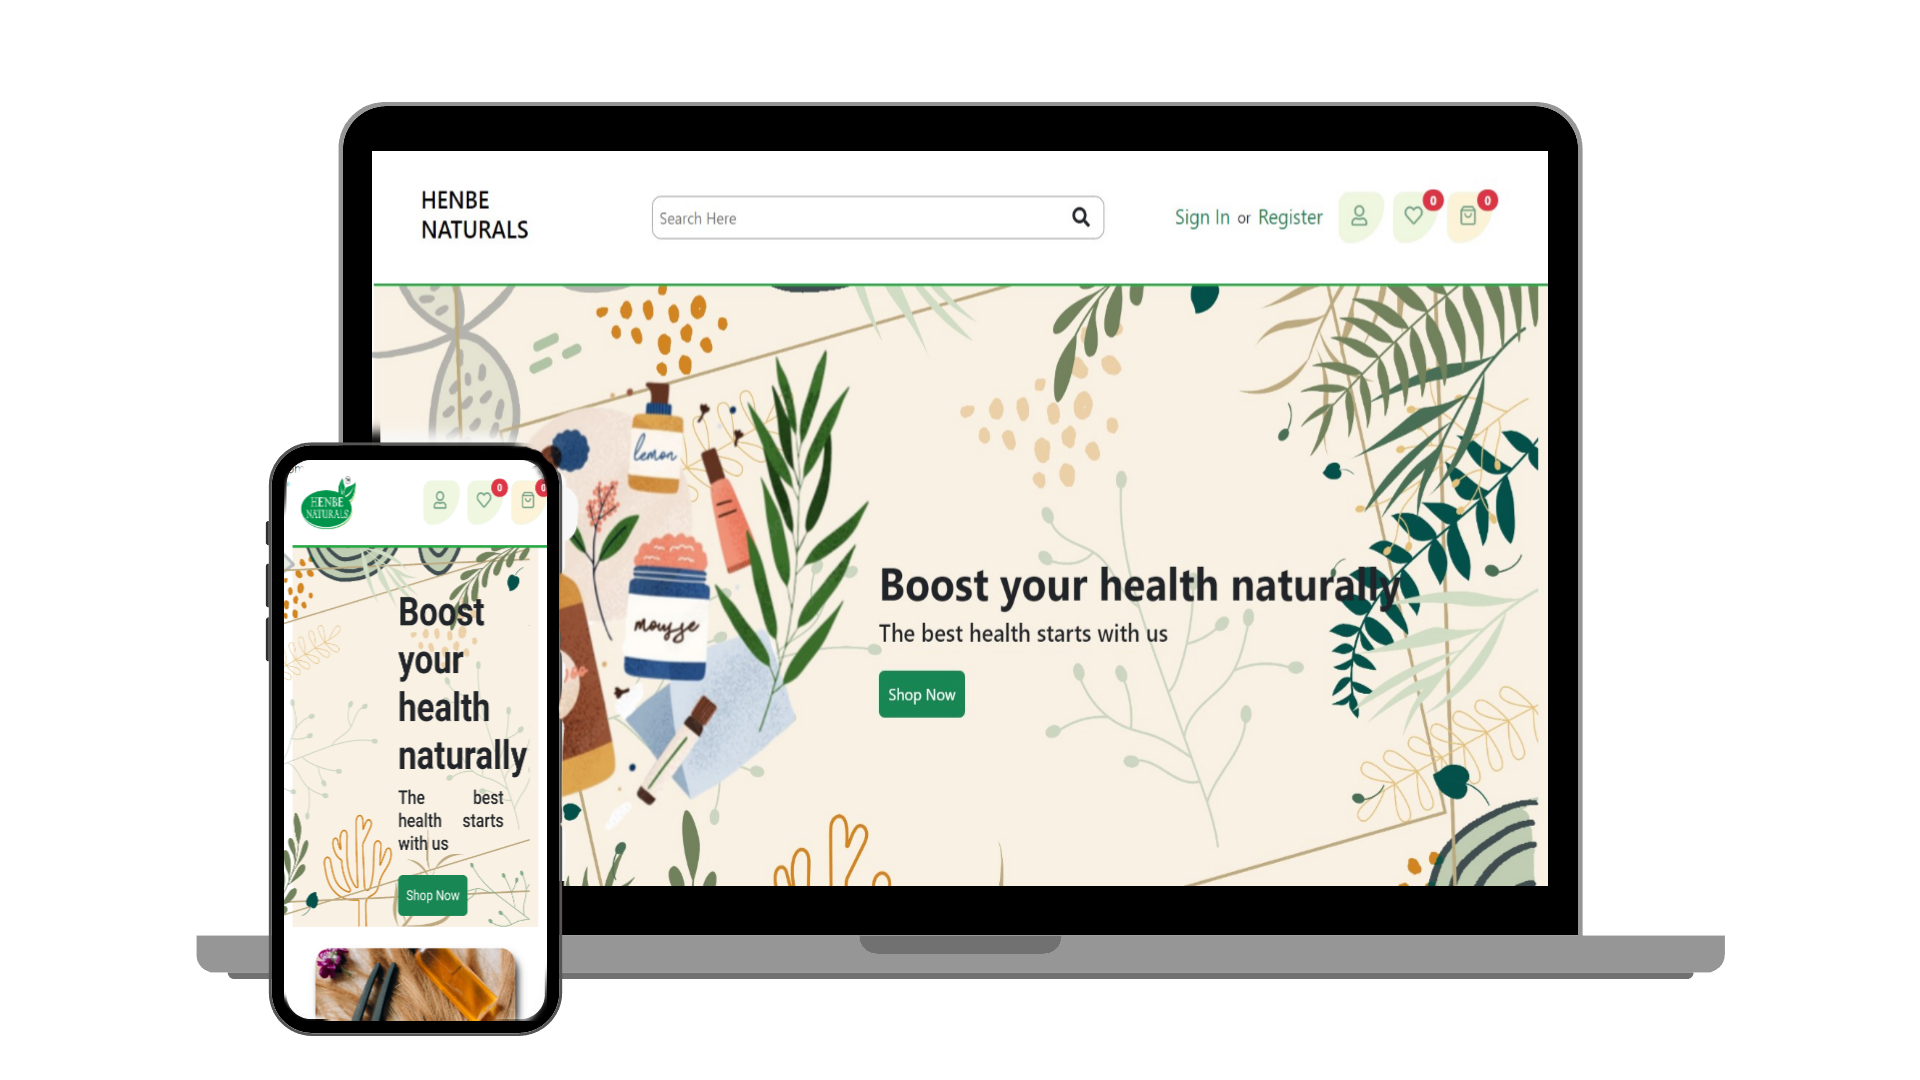 HENBE
NATURALS
Search Here
Sign In or Register
0
0
lemon
mousse
Boost your health naturally
The best health starts with us
Shop Now
HENBE
NATURALS
0
0
Boost
your
health
naturally
The best
health starts
with us
Shop Now